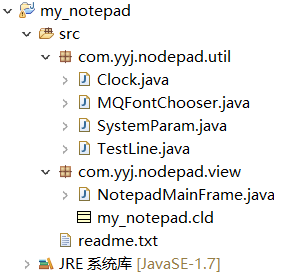 my_notepad
src
com.yyj.nodepad.util
Clock.java
MQFontChooser.java
SystemParam.java
TestLine.java
com.yyj.nodepad.view
NotepadMainFrame.java
my_notepad.cld
readme.txt
JRE 系统库 [JavaSE-1.7]